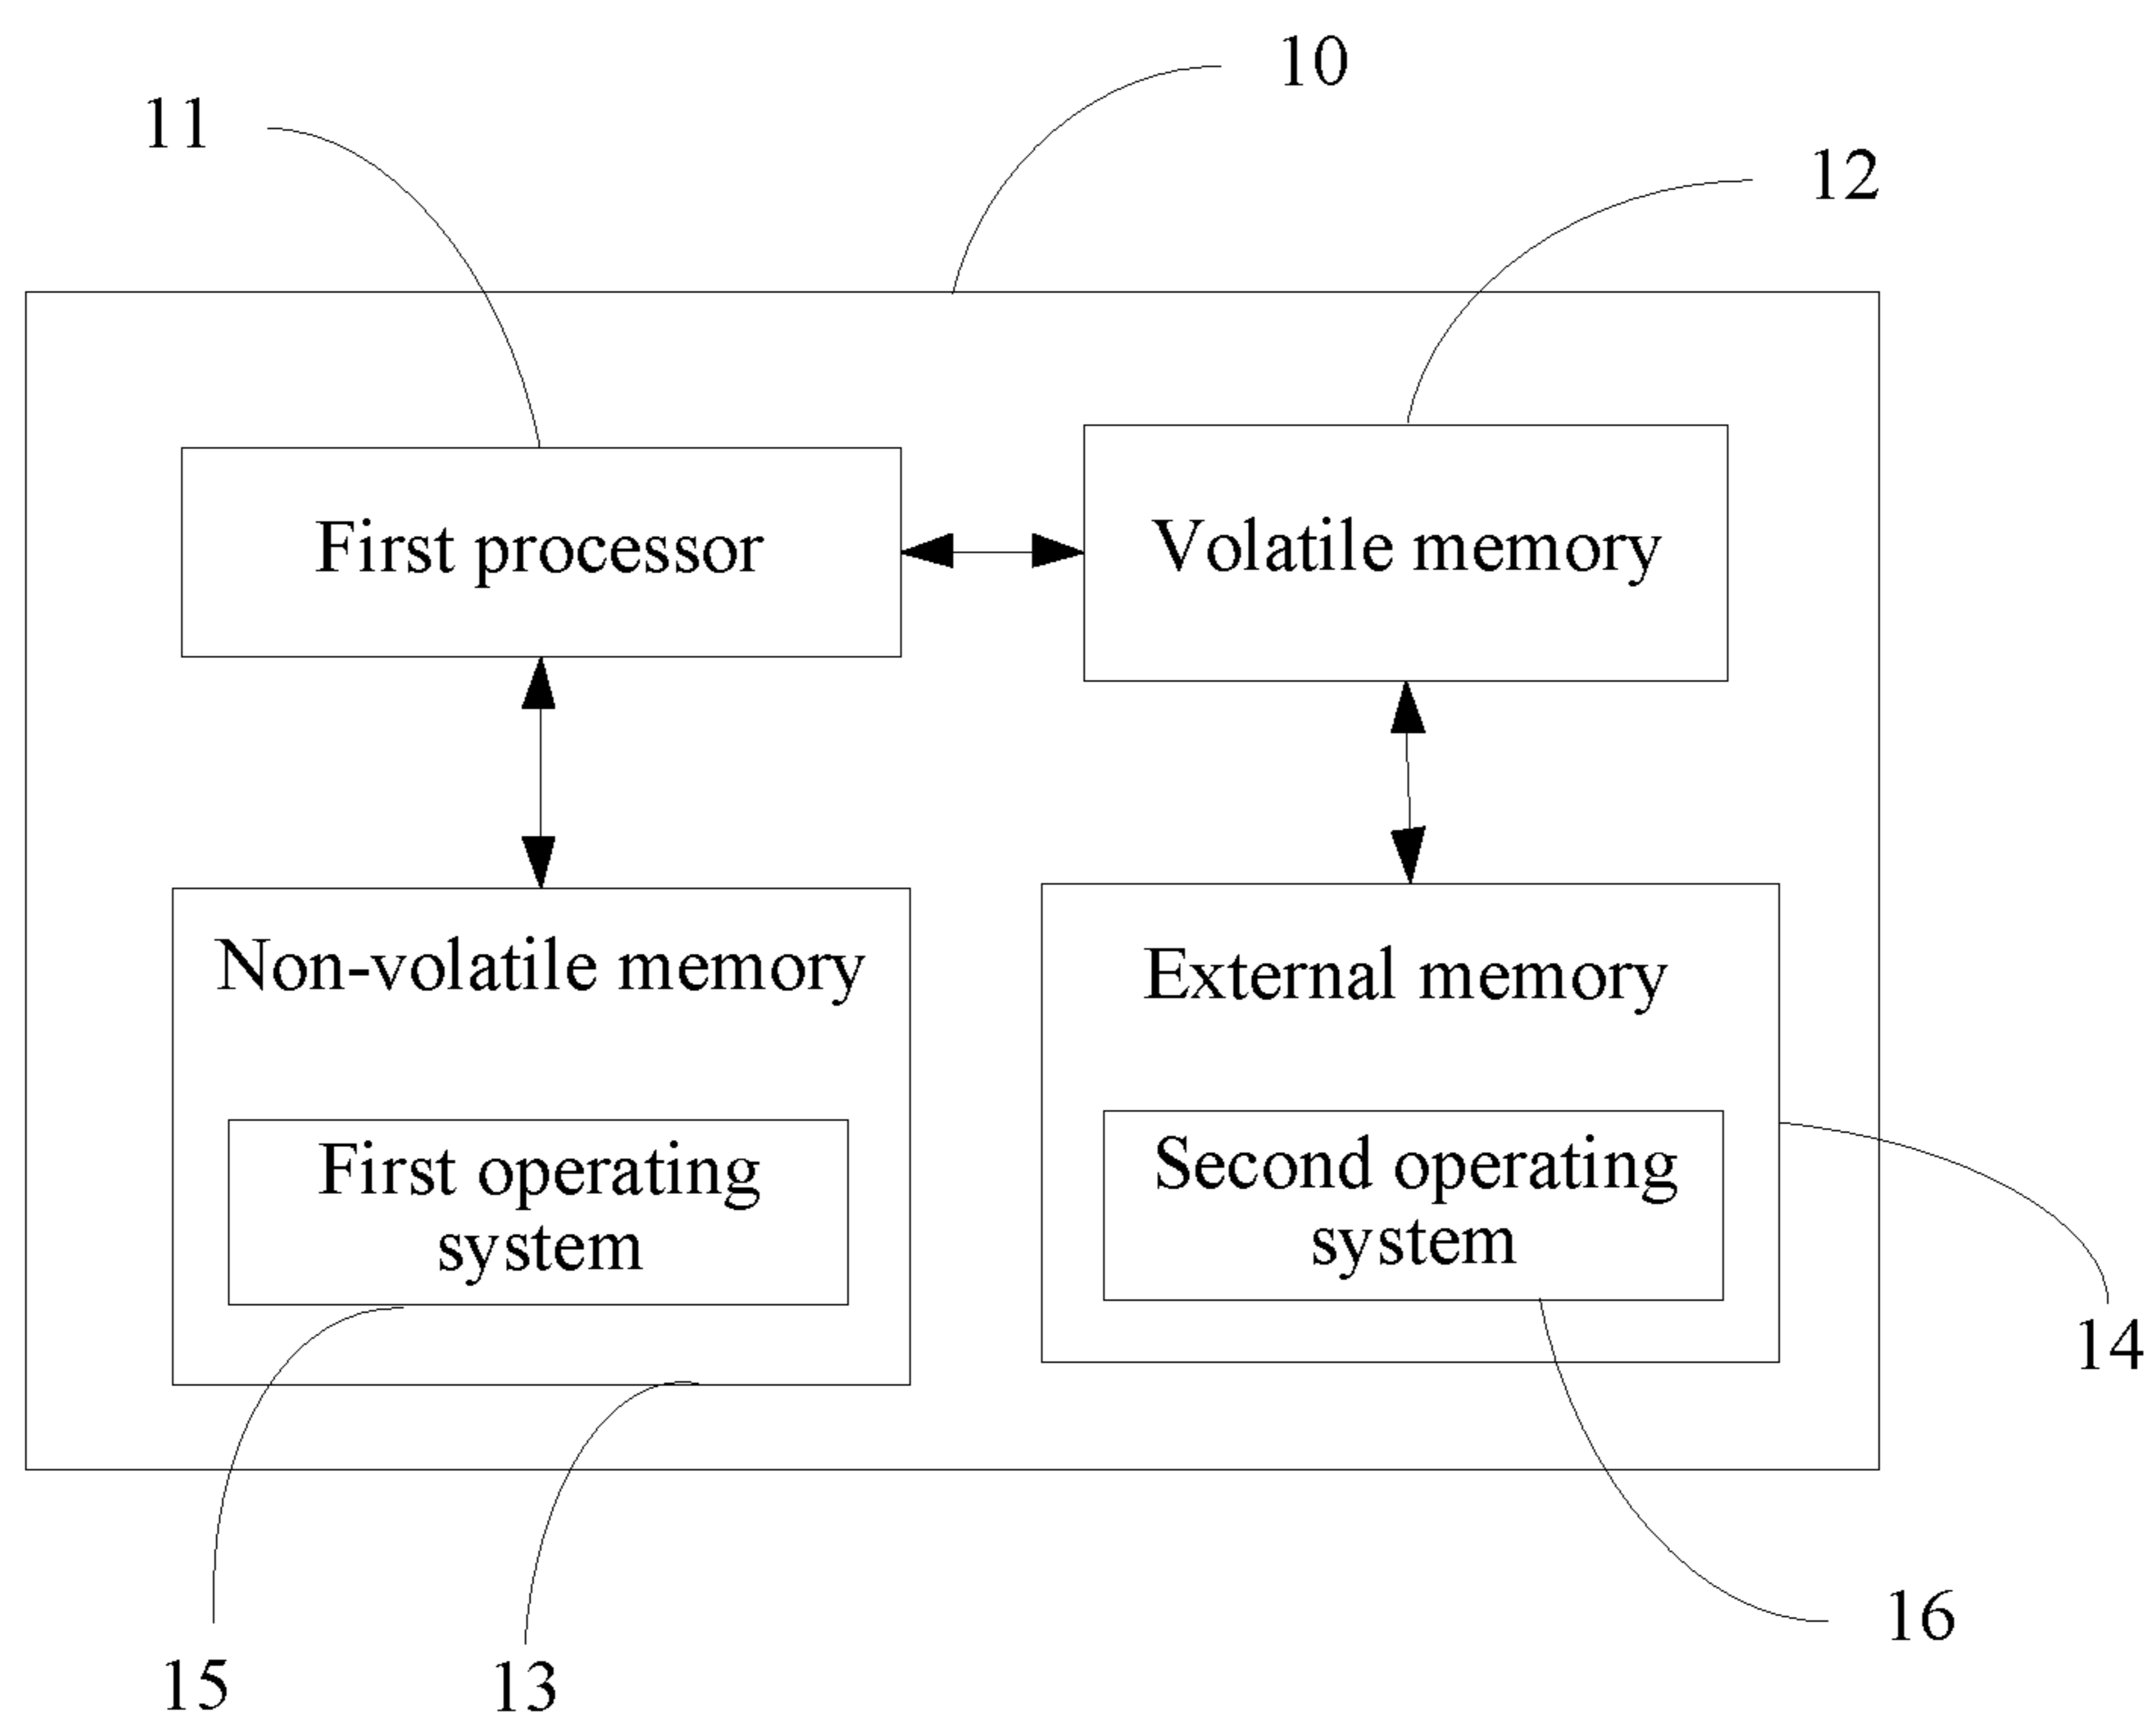 10
11
12
First processor
Volatile memory
Non-volatile memory
External memory
First operating
system
Second operating
system
14
16
15
13